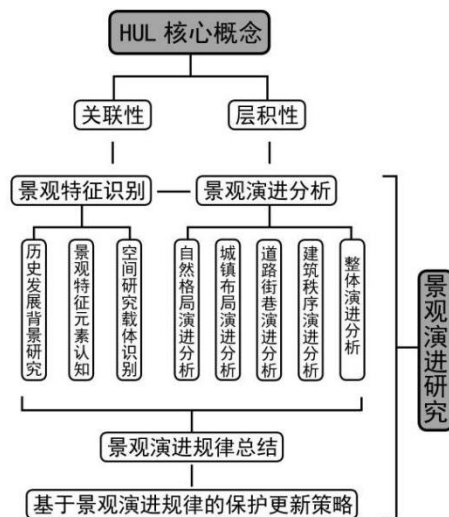 HUL 核心概念
关联性
层积性
景观特征识别
景观演进分析
历史发展背景研究
景观特征元素认知
空间研究载体识别
自然格局演进分析
城镇布局演进分析
道路街巷演进分析
建筑秩序演进分析
整体演进分析
景观演进研究
景观演进规律总结
基于景观演进规律的保护更新策略